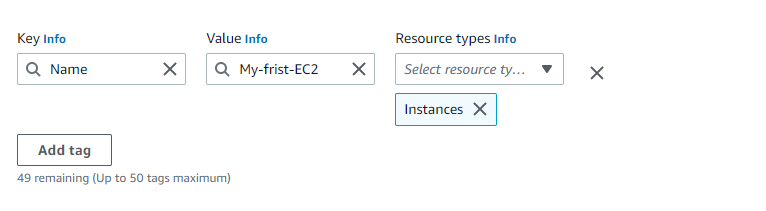 Key Info Value Info Resource types Info
Name My-frist-EC2 Select resource ty...
Instances
Add tag
49 remaining (Up to 50 tags maximum)